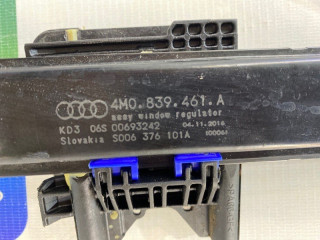 4M0.839.461.A
assy window regulator
KD3 06S 00693242 04.11.2016
Slovakia S006 376 101A